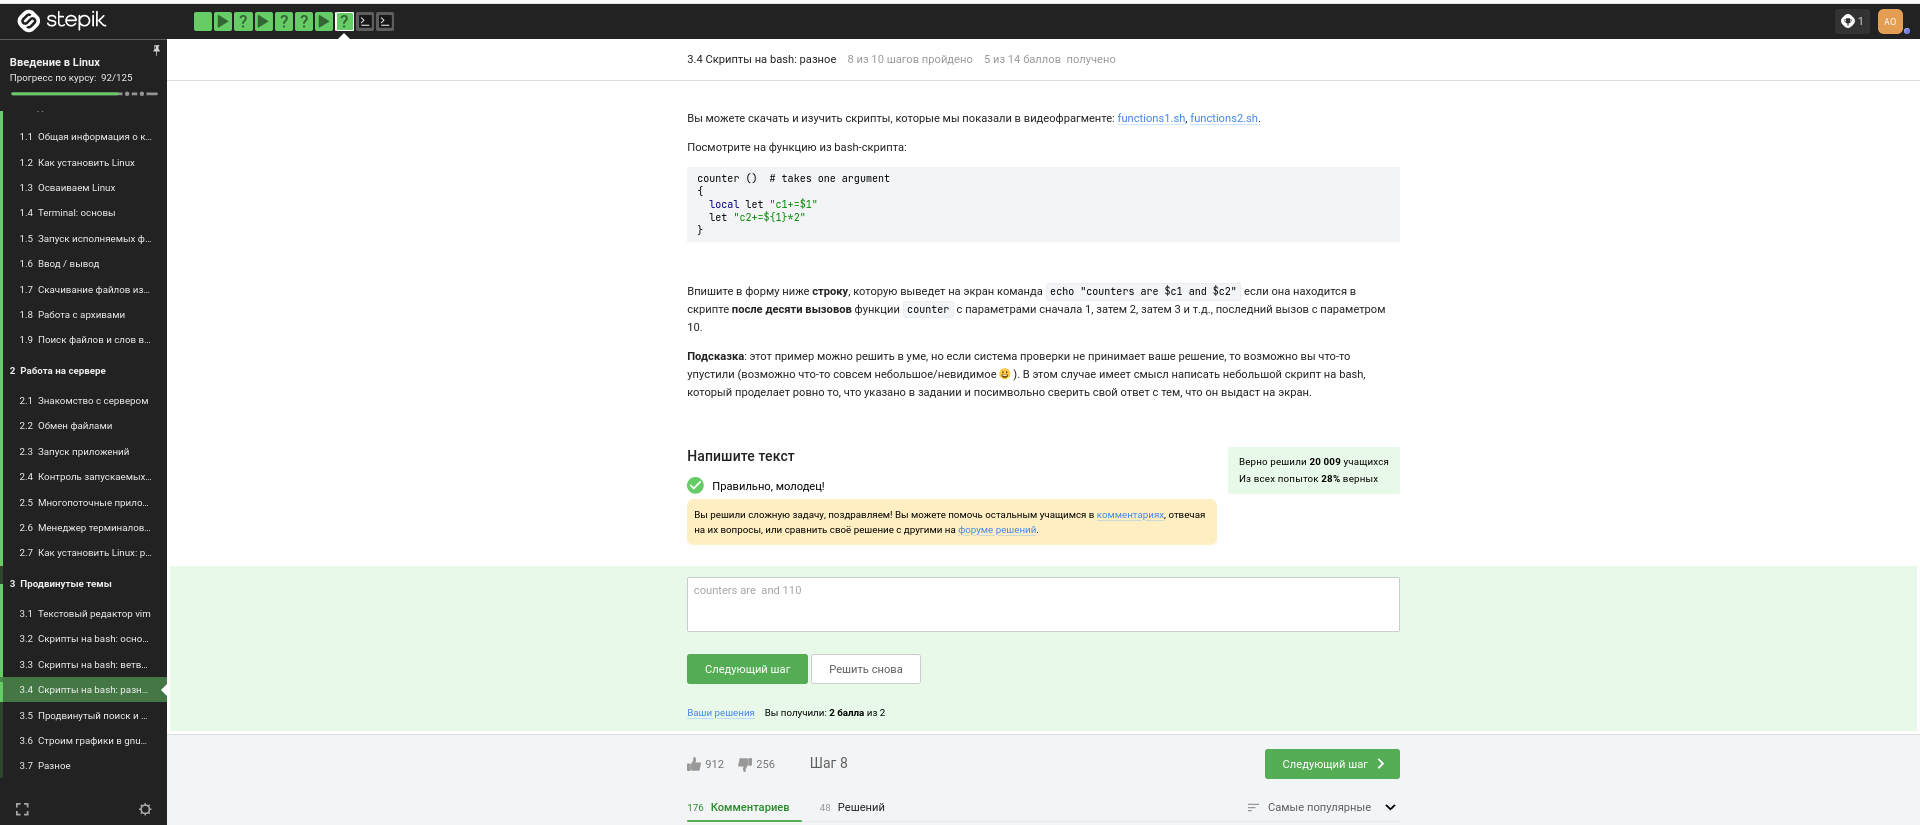 stepik
1
AO
Введение в Linux
Прогресс по курсу: 92/125
1.1 Общая информация о к...
1.2 Как установить Linux
1.3 Осваиваем Linux
1.4 Terminal: основы
1.5 Запуск исполняемых ф...
1.6 Ввод / вывод
1.7 Скачивание файлов из...
1.8 Работа с архивами
1.9 Поиск файлов и слов в...
2 Работа на сервере
2.1 Знакомство с сервером
2.2 Обмен файлами
2.3 Запуск приложений
2.4 Контроль запускаемых...
2.5 Многопоточные прило...
2.6 Менеджер терминалов...
2.7 Как установить Linux: р...
3 Продвинутые темы
3.1 Текстовый редактор vim
3.2 Скрипты на bash: осно...
3.3 Скрипты на bash: ветв...
3.4 Скрипты на bash: разн...
3.5 Продвинутый поиск и ...
3.6 Строим графики в gnu...
3.7 Разное
3.4 Скрипты на bash: разное 8 из 10 шагов пройдено 5 из 14 баллов получено
Вы можете скачать и изучить скрипты, которые мы показали в видеофрагменте: functions1.sh, functions2.sh.
Посмотрите на функцию из bash-скрипта:
counter ()  # takes one argument
{
  local let "c1+=$1"
  let "c2+=${1}*2"
}
Впишите в форму ниже строку, которую выведет на экран команда echo "counters are $c1 and $c2" если она находится в
скрипте после десяти вызовов функции counter с параметрами сначала 1, затем 2, затем 3 и т.д., последний вызов с параметром
10.
Подсказка: этот пример можно решить в уме, но если система проверки не принимает ваше решение, то возможно вы что-то
упустили (возможно что-то совсем небольшое/невидимое 😀 ). В этом случае имеет смысл написать небольшой скрипт на bash,
который проделает ровно то, что указано в задании и посимвольно сверить свой ответ с тем, что он выдаст на экран.
Напишите текст
Верно решили 20 009 учащихся
Из всех попыток 28% верных
Правильно, молодец!
Вы решили сложную задачу, поздравляем! Вы можете помочь остальным учащимся в комментариях, отвечая
на их вопросы, или сравнить своё решение с другими на форуме решений.
counters are  and 110
Следующий шаг Решить снова
Ваши решения Вы получили: 2 балла из 2
912 256 Шаг 8 Следующий шаг
176 Комментариев 48 Решений Самые популярные